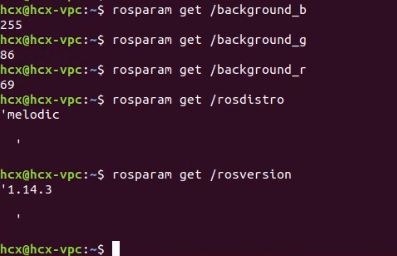 hcx@hcx-vpc:~$ rosparam get /background_b
255
hcx@hcx-vpc:~$ rosparam get /background_g
86
hcx@hcx-vpc:~$ rosparam get /background_r
69
hcx@hcx-vpc:~$ rosparam get /rosdistro
'melodic
'
hcx@hcx-vpc:~$ rosparam get /rosversion
'1.14.3
'
hcx@hcx-vpc:~$